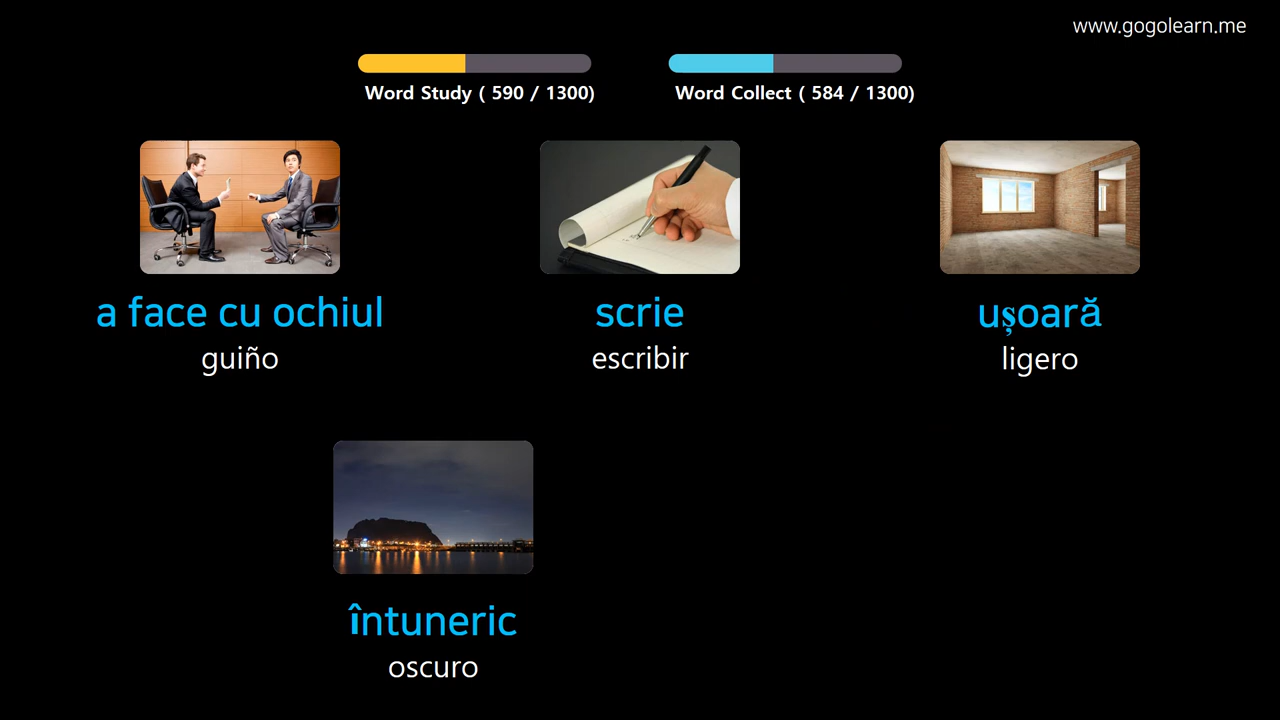 www.gogolearn.me
Word Study ( 590 / 1300)
Word Collect ( 584 / 1300)
a face cu ochiul
guiño
scrie
escribir
ușoară
ligero
întuneric
oscuro